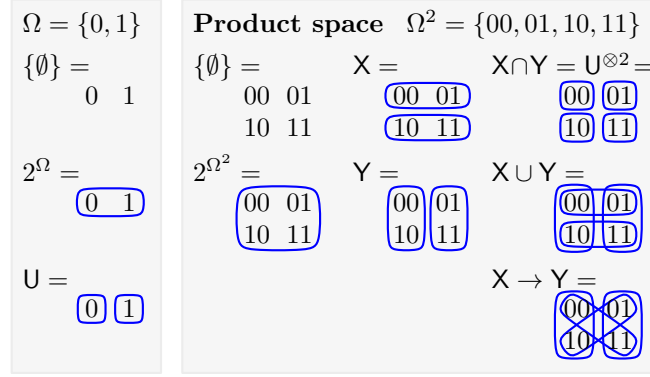 Ω = {0, 1}
{∅} =
0 1
2^Ω =
0 1
U =
0 1
Product space Ω² = {00, 01, 10, 11}
{∅} = X = X∩Y = U^{⊗2} =
00 01 00 01 00 01
10 11 10 11 10 11
2^{Ω²} = Y = X ∪ Y =
00 01 00 01 00 01
10 11 10 11 10 11
X → Y =
00 01
10 11